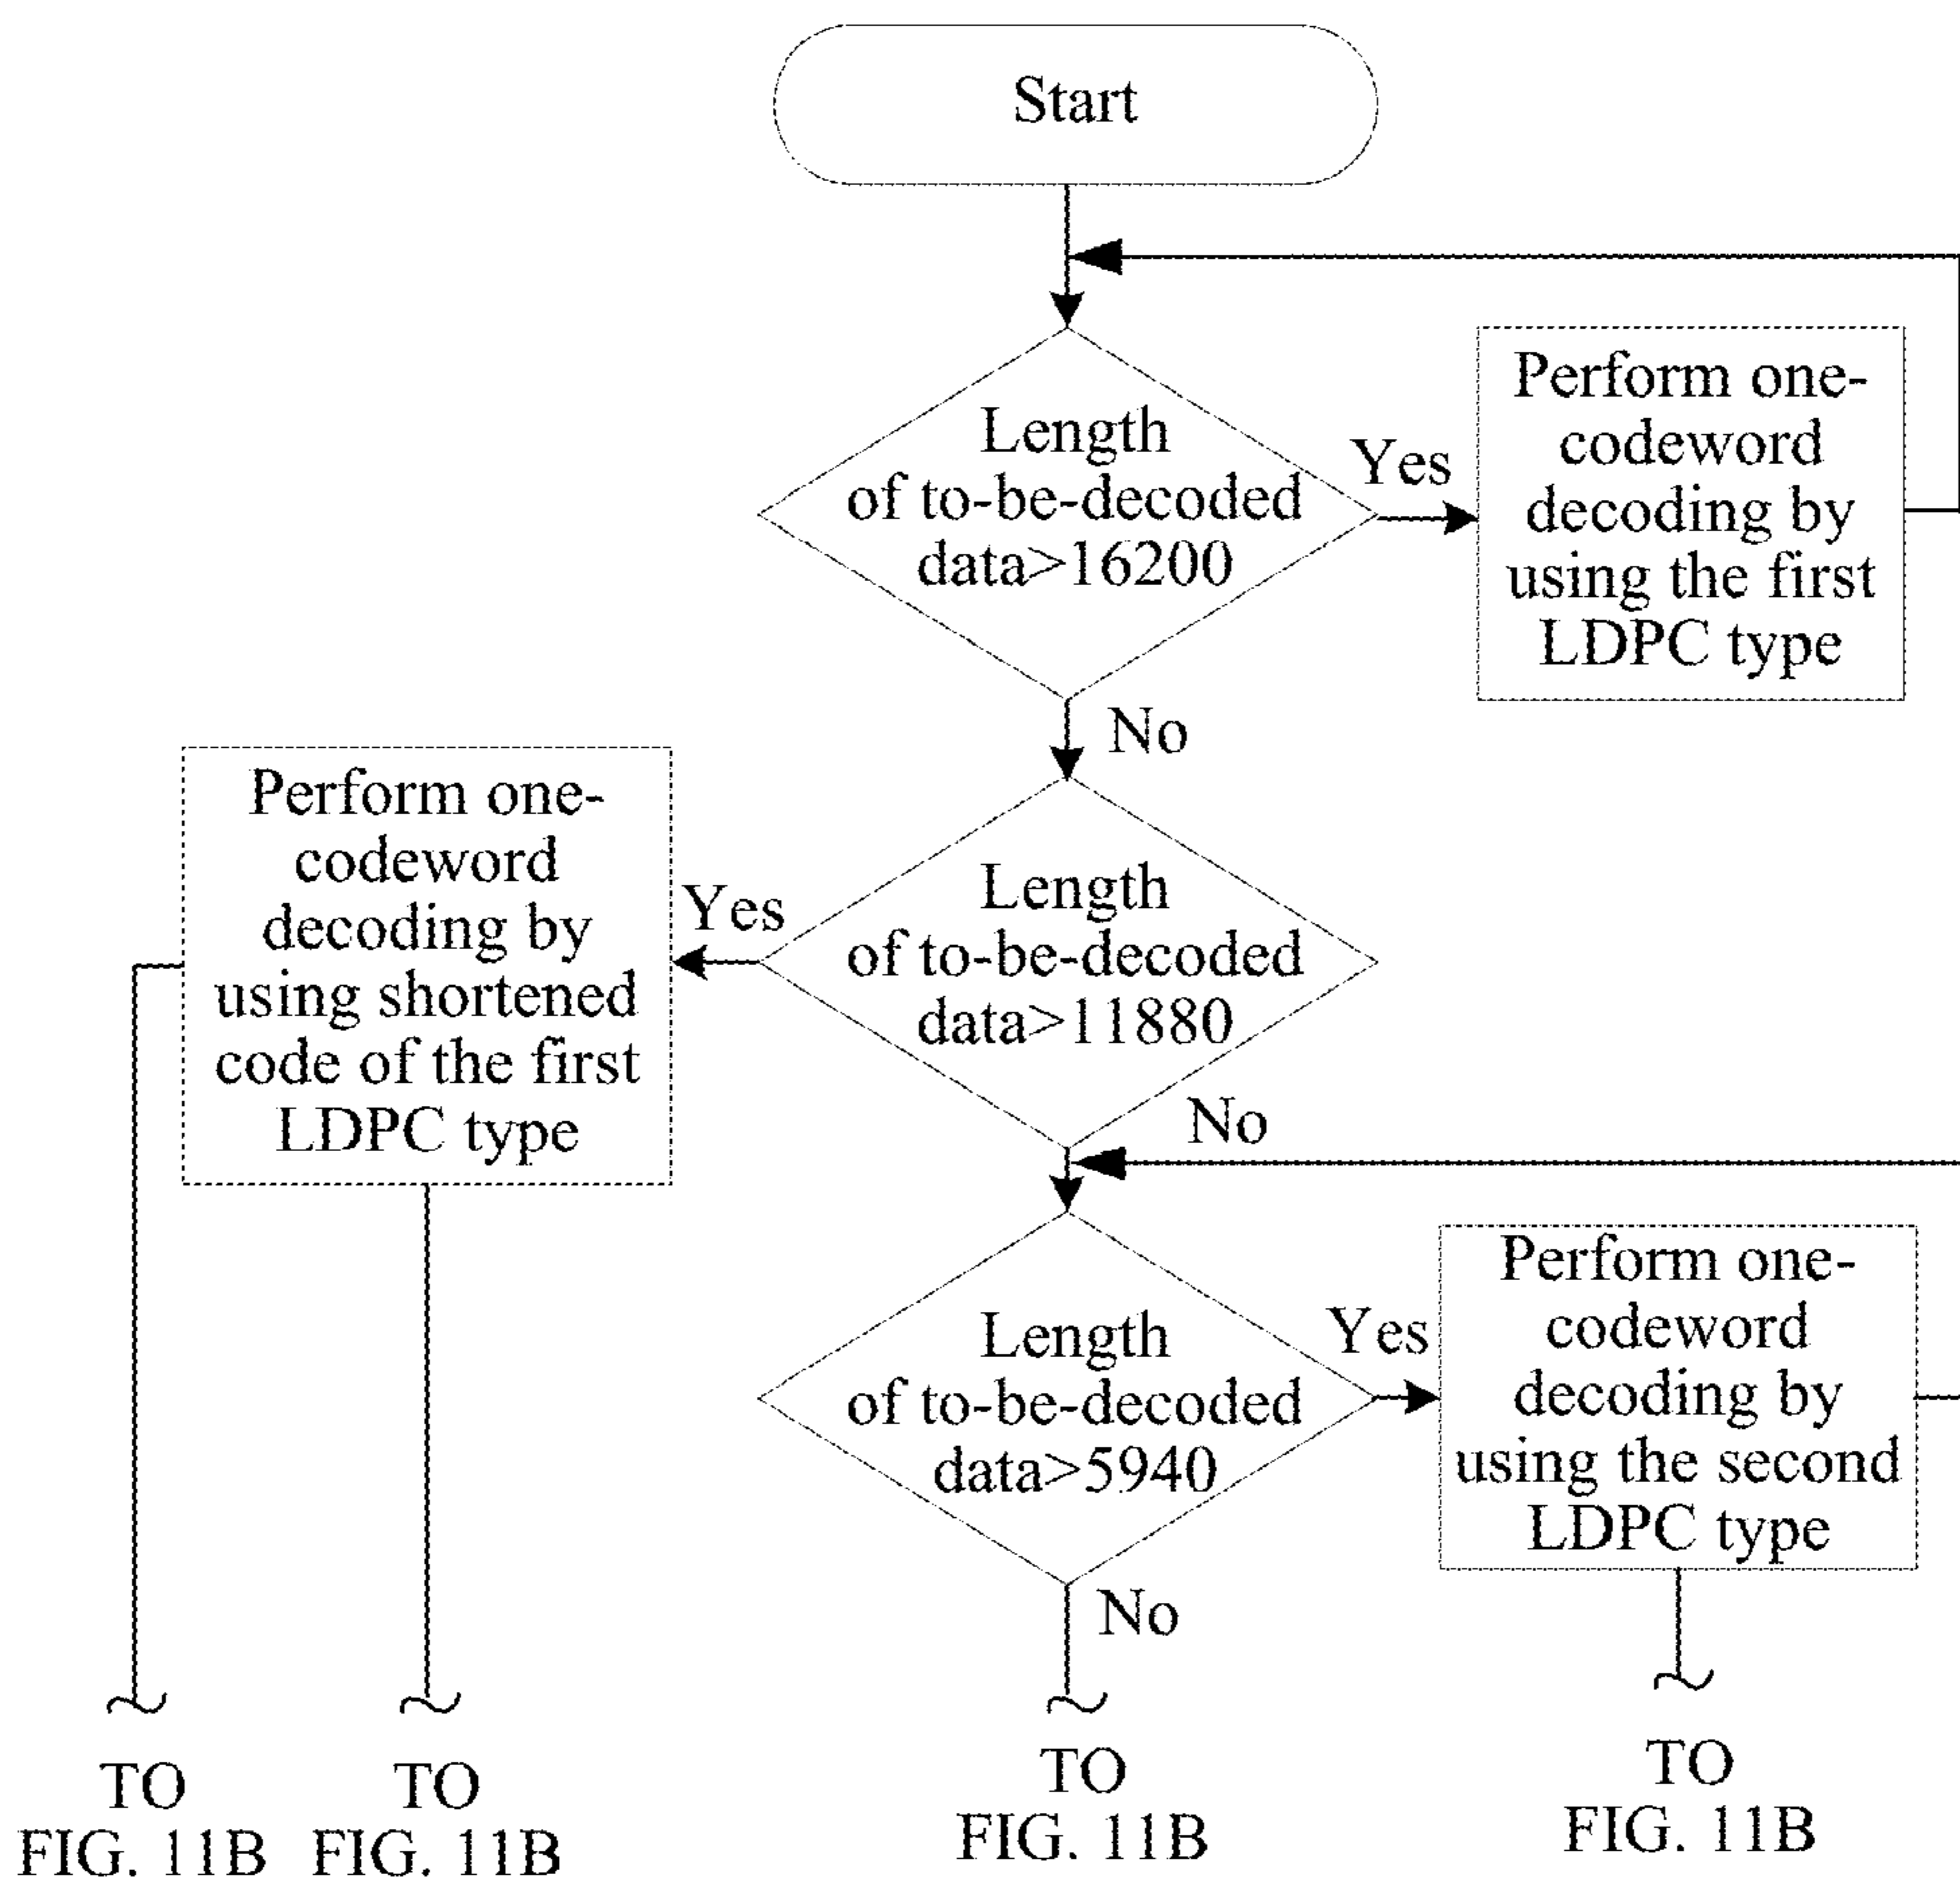 Start
Length
of to-be-decoded
data>16200
Yes
Perform one-
codeword
decoding by
using the first
LDPC type
No
Perform one-
codeword
decoding by
using shortened
code of the first
LDPC type
Yes
Length
of to-be-decoded
data>11880
No
Length
of to-be-decoded
data>5940
Yes
Perform one-
codeword
decoding by
using the second
LDPC type
No
TO
FIG. 11B
TO
FIG. 11B
TO
FIG. 11B
TO
FIG. 11B